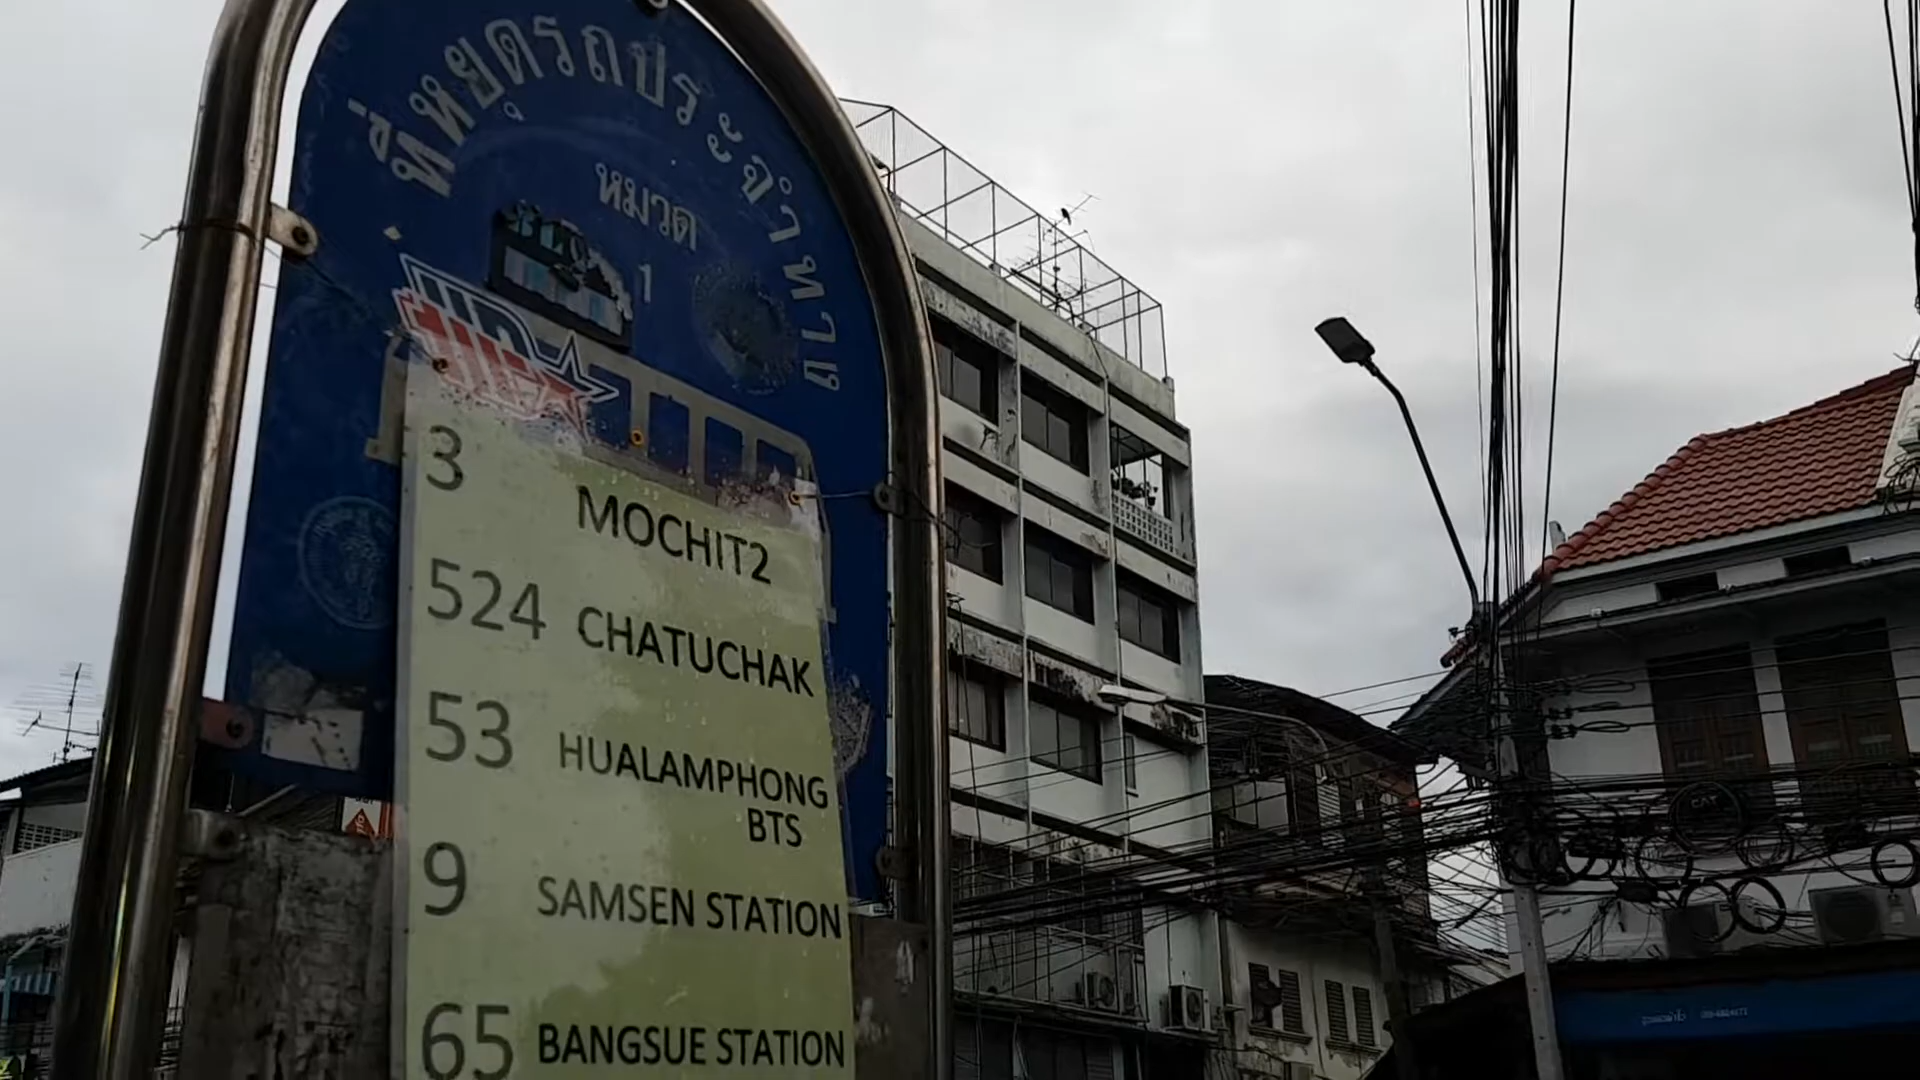 ที่หยุดรถประจำทาง
หมวด
1
3 MOCHIT2
524 CHATUCHAK
53 HUALAMPHONG
BTS
9 SAMSEN STATION
65 BANGSUE STATION
CAT